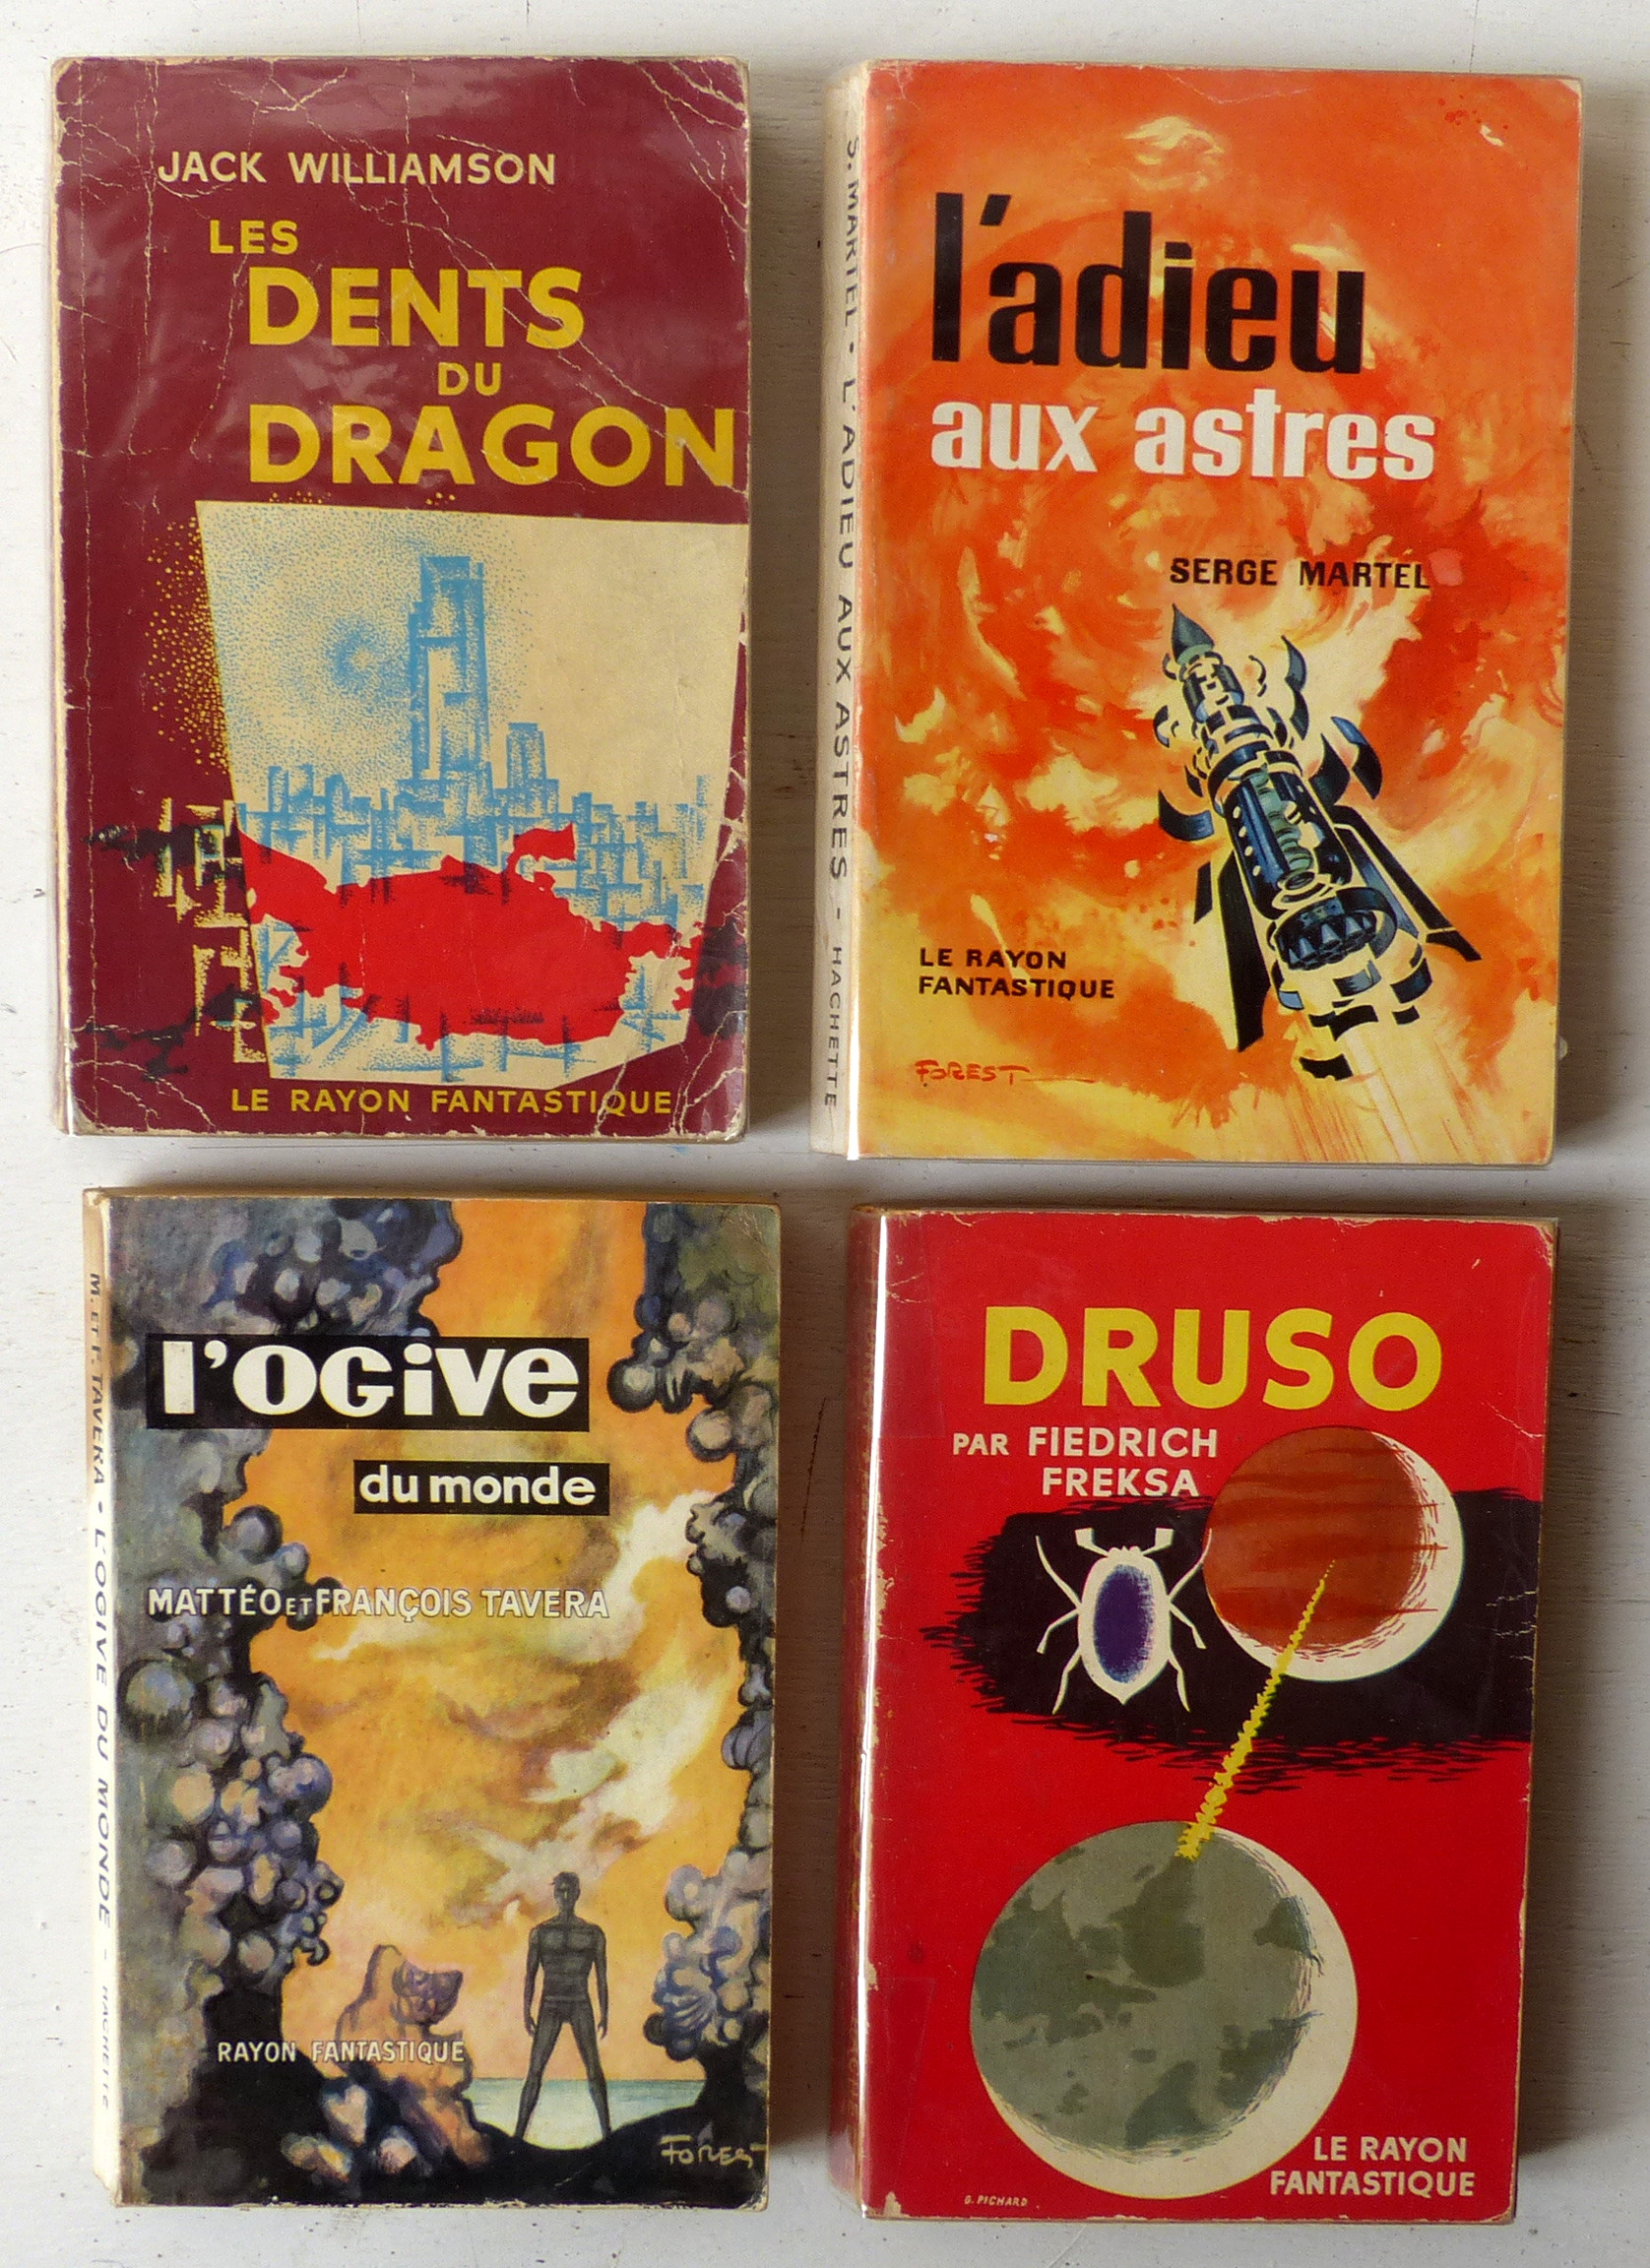 JACK WILLIAMSON
LES
DENTS
DU
DRAGON
LE RAYON FANTASTIQUE
S. MARTEL • L'ADIEU AUX ASTRES - HACHETTE
l'adieu
aux astres
SERGE MARTEL
LE RAYON
FANTASTIQUE
FOREST
M. ET F. TAVERA • L'OGIVE DU MONDE - HACHETTE
l'OGiVe
du monde
MATTÉO ET FRANÇOIS TAVERA
RAYON FANTASTIQUE
FOREST
DRUSO
PAR FIEDRICH
FREKSA
LE RAYON
FANTASTIQUE
G. PICHARD